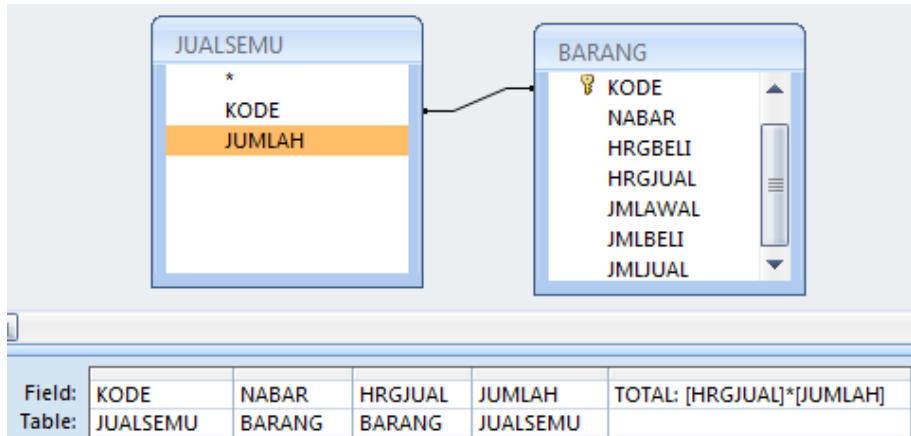 JUALSEMU
*
KODE
JUMLAH
BARANG
KODE
NABAR
HRGBELI
HRGJUAL
JMLAWAL
JMLBELI
JMLJUAL
Field: KODE NABAR HRGJUAL JUMLAH TOTAL: [HRGJUAL]*[JUMLAH]
Table: JUALSEMU BARANG BARANG JUALSEMU